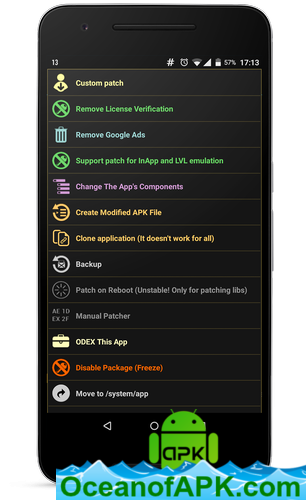 13 # 57% 17:13
Custom patch
Remove License Verification
Remove Google Ads
Support patch for InApp and LVL emulation
Change The App's Components
Create Modified APK File
Clone application (It doesn't work for all)
Backup
Patch on Reboot (Unstable! Only for patching libs)
AE 1D
EX 2F
Manual Patcher
ODEX This App
Disable Package (Freeze)
Move to /system/app
APK
OceanofAPK.com